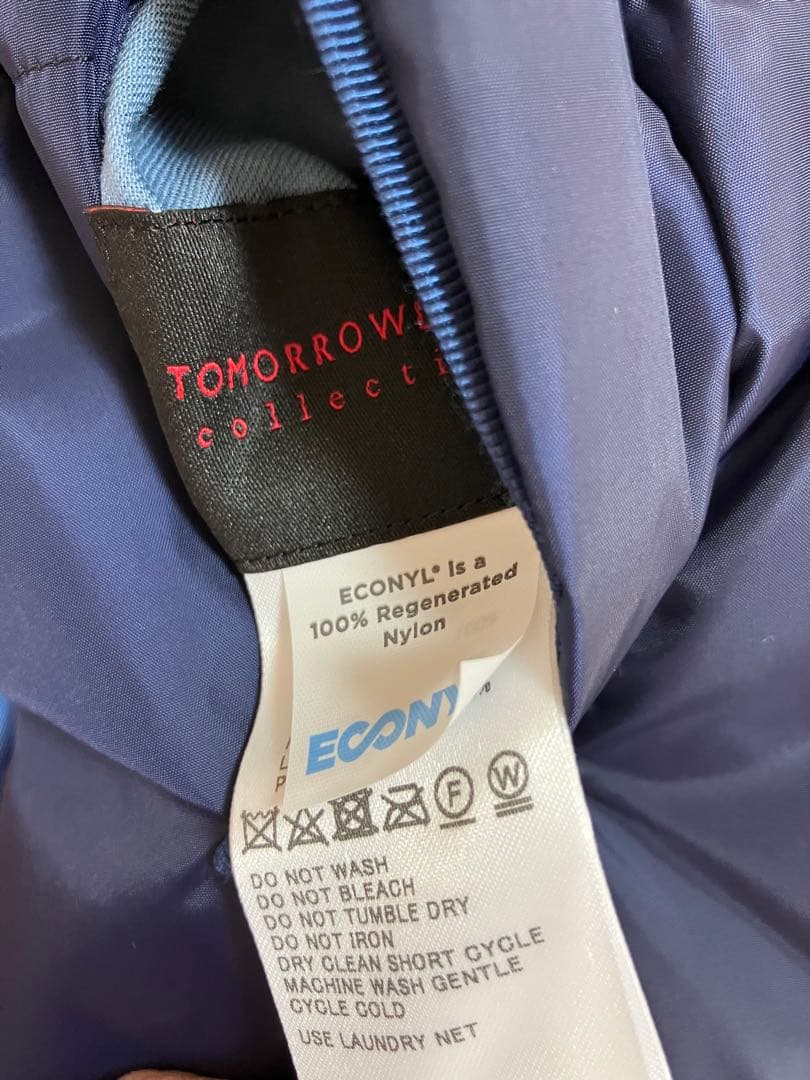 TOMORROWL
collecti
ECONYL® Is a
100% Regenerated
Nylon
ECONY
F W
DO NOT WASH
DO NOT BLEACH
DO NOT TUMBLE DRY
DO NOT IRON
DRY CLEAN SHORT CYCLE
MACHINE WASH GENTLE
CYCLE COLD
USE LAUNDRY NET